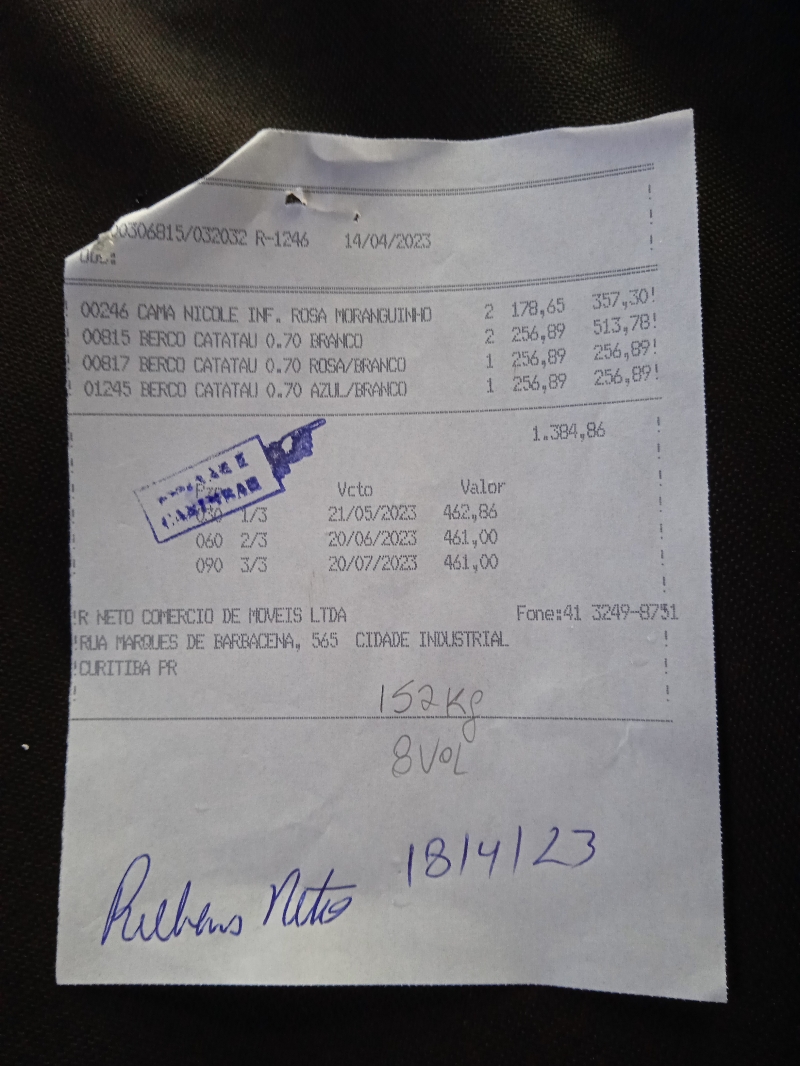 00306815/032032 R-1246 14/04/2023
00246 CAMA NICOLE INF. ROSA MORANGUINHO 2 178,65 357,30!
00815 BERCO CATATAU 0.70 BRANCO 2 256,89 513,78!
00817 BERCO CATATAU 0.70 ROSA/BRANCO 1 256,89 256,89!
01245 BERCO CATATAU 0.70 AZUL/BRANCO 1 256,89 256,89!
1.384,86
CARIMBAR
Vcto Valor
030 1/3 21/05/2023 462,86
060 2/3 20/06/2023 461,00
090 3/3 20/07/2023 461,00
!R NETO COMERCIO DE MOVEIS LTDA Fone:41 3249-8751
!RUA MARQUES DE BARBACENA, 565 CIDADE INDUSTRIAL
!CURITIBA PR
152Kg
8VOL
18/4/23
Rubens Neto